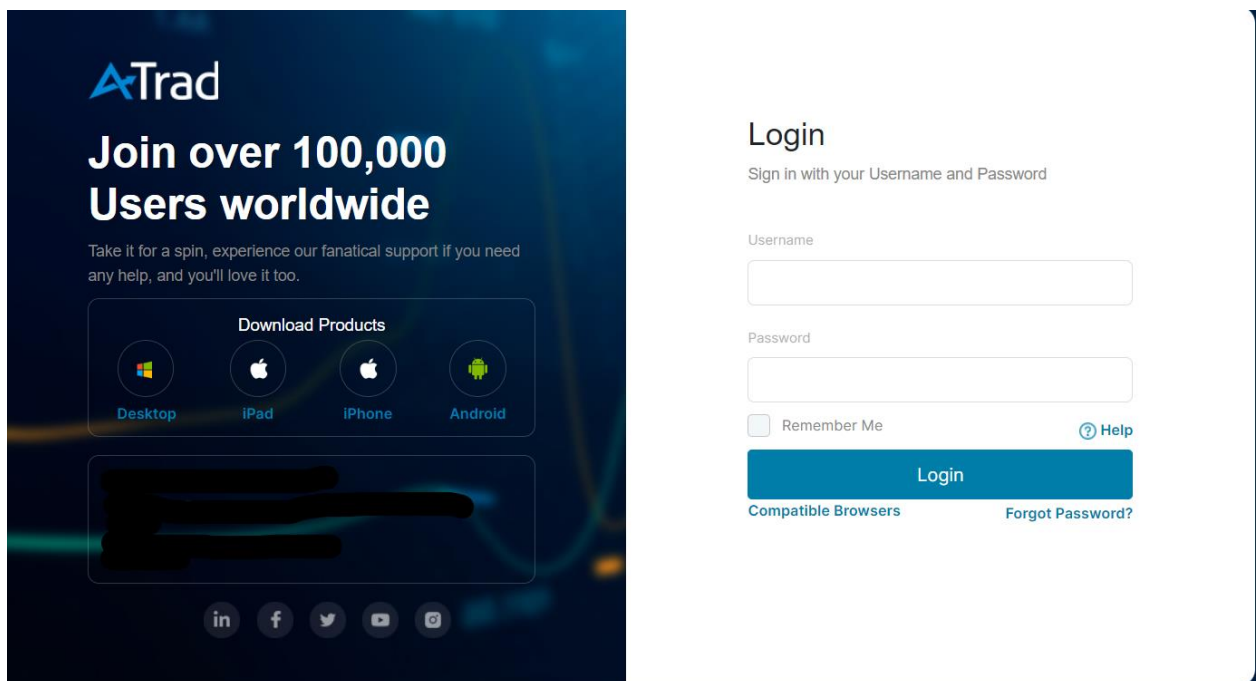 ATrad
Join over 100,000
Users worldwide
Take it for a spin, experience our fanatical support if you need
any help, and you'll love it too.
Download Products
Desktop iPad iPhone Android
Login
Sign in with your Username and Password
Username
Password
Remember Me
Help
Login
Compatible Browsers
Forgot Password?